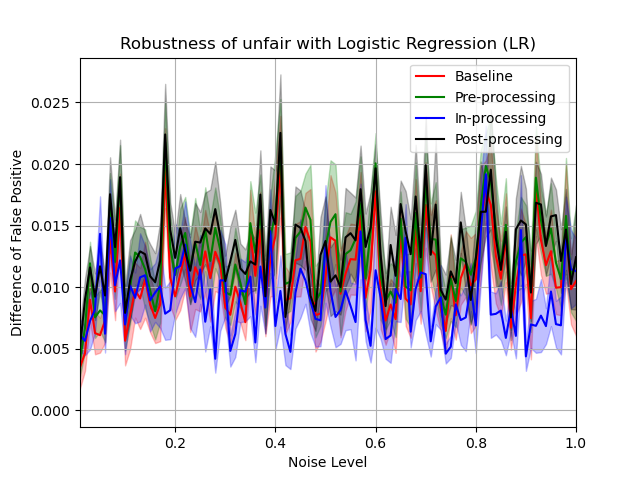 Robustness of unfair with Logistic Regression (LR)
Baseline
Pre-processing
In-processing
Post-processing
Difference of False Positive
0.025
0.020
0.015
0.010
0.005
0.000
0.2
0.4
0.6
0.8
1.0
Noise Level